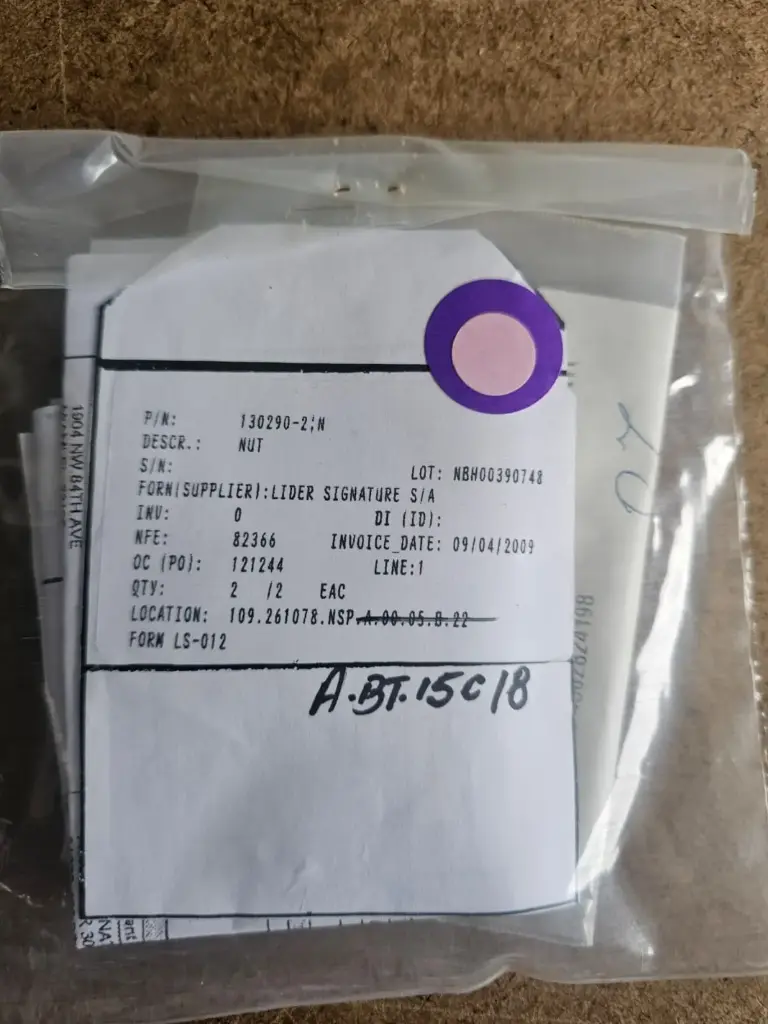 P/N: 130290-2;N
DESCR.: NUT
S/N:
LOT: NBH00390748
FORN(SUPPLIER):LIDER SIGNATURE S/A
INV: 0 DI (ID):
NFE: 82366 INVOICE_DATE: 09/04/2009
OC (PO): 121244 LINE:1
QTY: 2 /2 EAC
LOCATION: 109.261078.NSP A.00.05.B.22
FORM LS-012
A.BT.15C18
1904 NW 84TH AVE
02